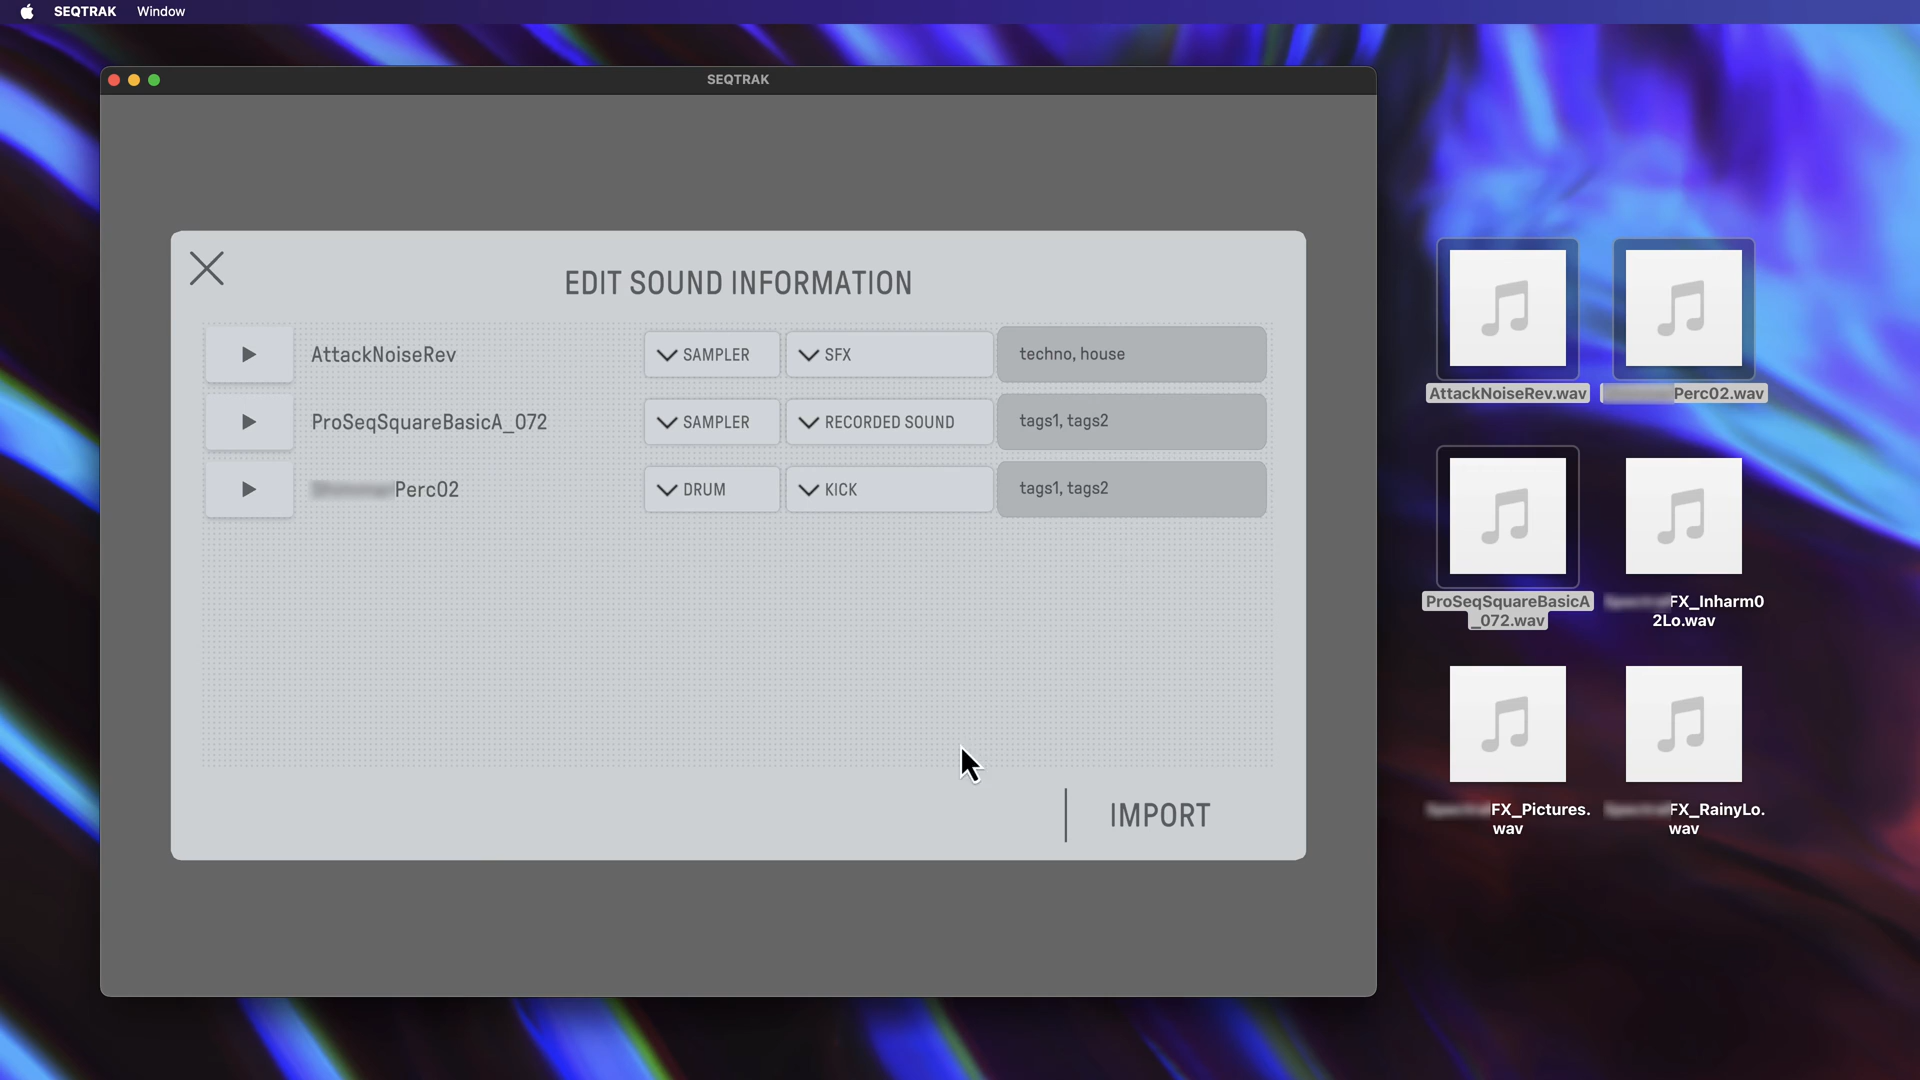 SEQTRAK Window
SEQTRAK
EDIT SOUND INFORMATION
AttackNoiseRev SAMPLER SFX techno, house
ProSeqSquareBasicA_072 SAMPLER RECORDED SOUND tags1, tags2
Perc02 DRUM KICK tags1, tags2
IMPORT
AttackNoiseRev.wav
Perc02.wav
ProSeqSquareBasicA
_072.wav
FX_Inharm0
2Lo.wav
FX_Pictures.
wav
FX_RainyLo.
wav